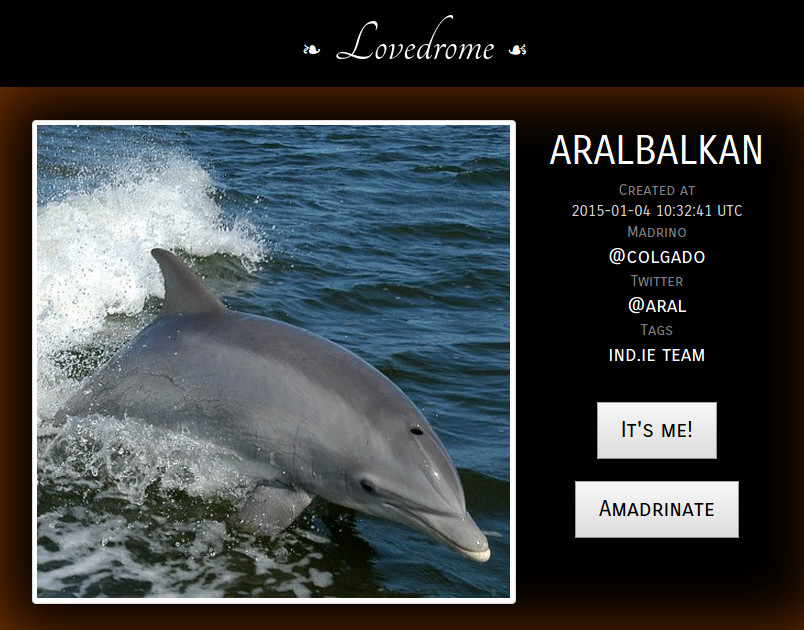 ❧ Lovedrome ☙
ARALBALKAN
Created at
2015-01-04 10:32:41 UTC
Madrino
@COLGADO
Twitter
@ARAL
Tags
IND.IE TEAM
It's me!
Amadrinate